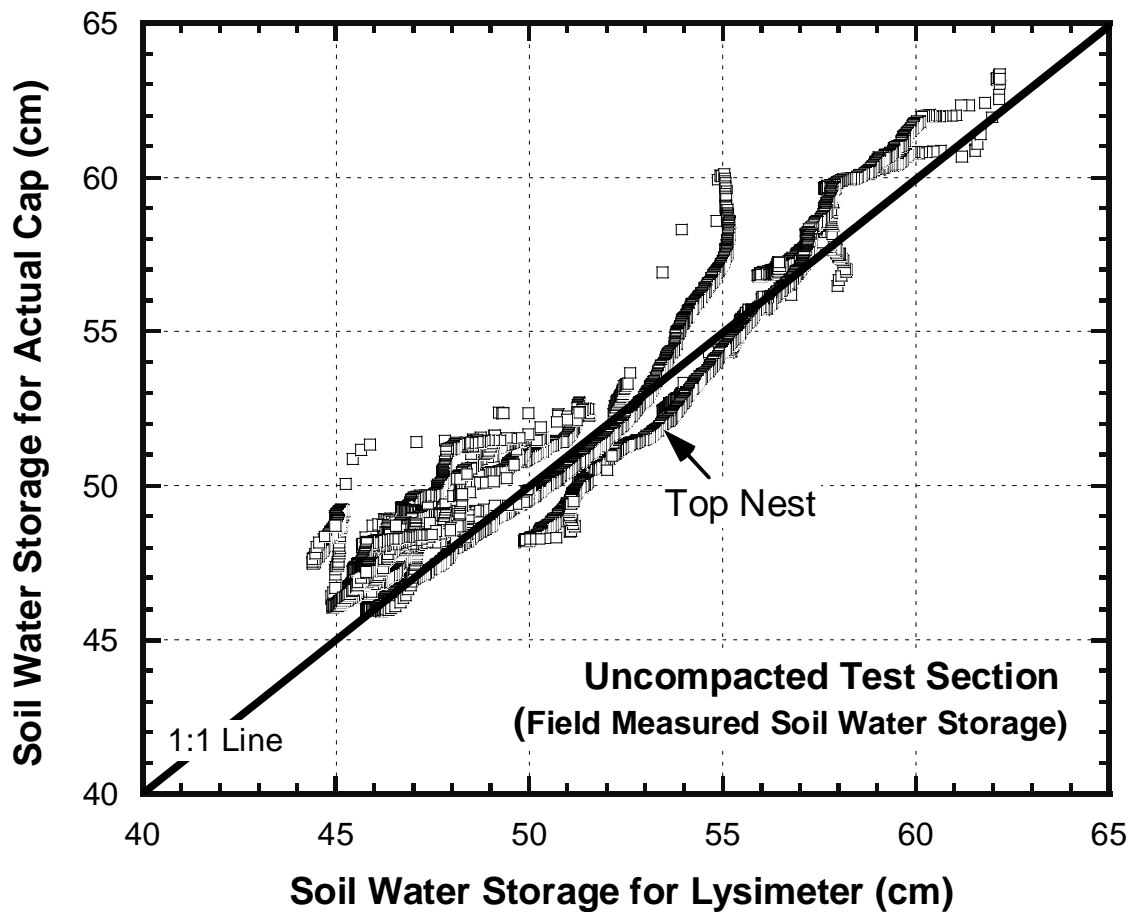 65
60
55
50
45
40
Soil Water Storage for Actual Cap (cm)
Top Nest
Uncompacted Test Section
(Field Measured Soil Water Storage)
1:1 Line
40 45 50 55 60 65
Soil Water Storage for Lysimeter (cm)